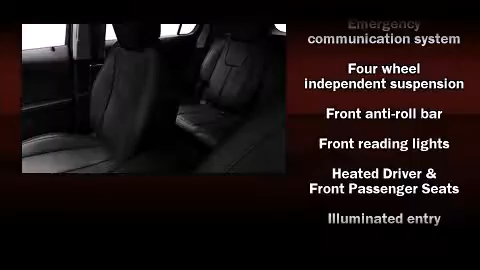 Emergency
communication system
Four wheel
independent suspension
Front anti-roll bar
Front reading lights
Heated Driver &
Front Passenger Seats
Illuminated entry